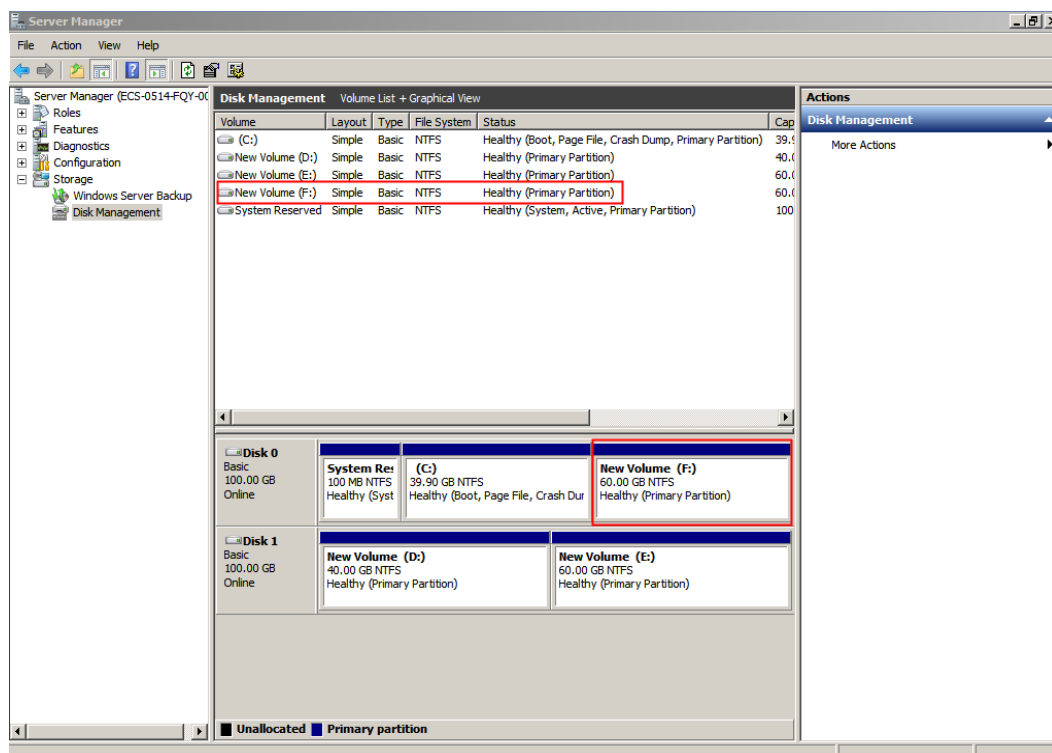 Server Manager
File Action View Help
Server Manager (ECS-0514-FQY-00
Roles
Features
Diagnostics
Configuration
Storage
Windows Server Backup
Disk Management
Disk Management Volume List + Graphical View
Volume Layout Type File System Status Cap
(C:) Simple Basic NTFS Healthy (Boot, Page File, Crash Dump, Primary Partition) 39.9
New Volume (D:) Simple Basic NTFS Healthy (Primary Partition) 40.0
New Volume (E:) Simple Basic NTFS Healthy (Primary Partition) 60.0
New Volume (F:) Simple Basic NTFS Healthy (Primary Partition) 60.0
System Reserved Simple Basic NTFS Healthy (System, Active, Primary Partition) 100
Disk 0
Basic
100.00 GB
Online
System Res
100 MB NTFS
Healthy (Syst
(C:)
39.90 GB NTFS
Healthy (Boot, Page File, Crash Dur
New Volume (F:)
60.00 GB NTFS
Healthy (Primary Partition)
Disk 1
Basic
100.00 GB
Online
New Volume (D:)
40.00 GB NTFS
Healthy (Primary Partition)
New Volume (E:)
60.00 GB NTFS
Healthy (Primary Partition)
Unallocated Primary partition
Actions
Disk Management
More Actions